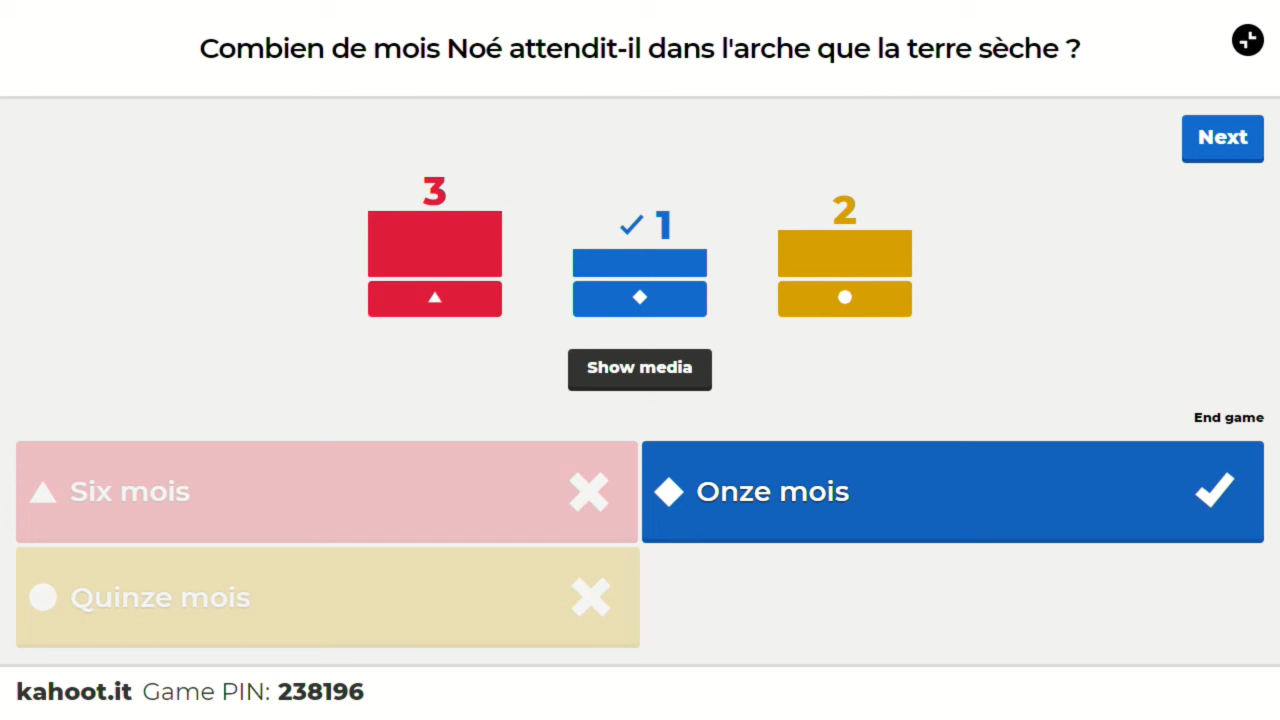 Combien de mois Noé attendit-il dans l'arche que la terre sèche ?
Next
3
1
2
Show media
End game
Six mois
Onze mois
Quinze mois
kahoot.it Game PIN: 238196